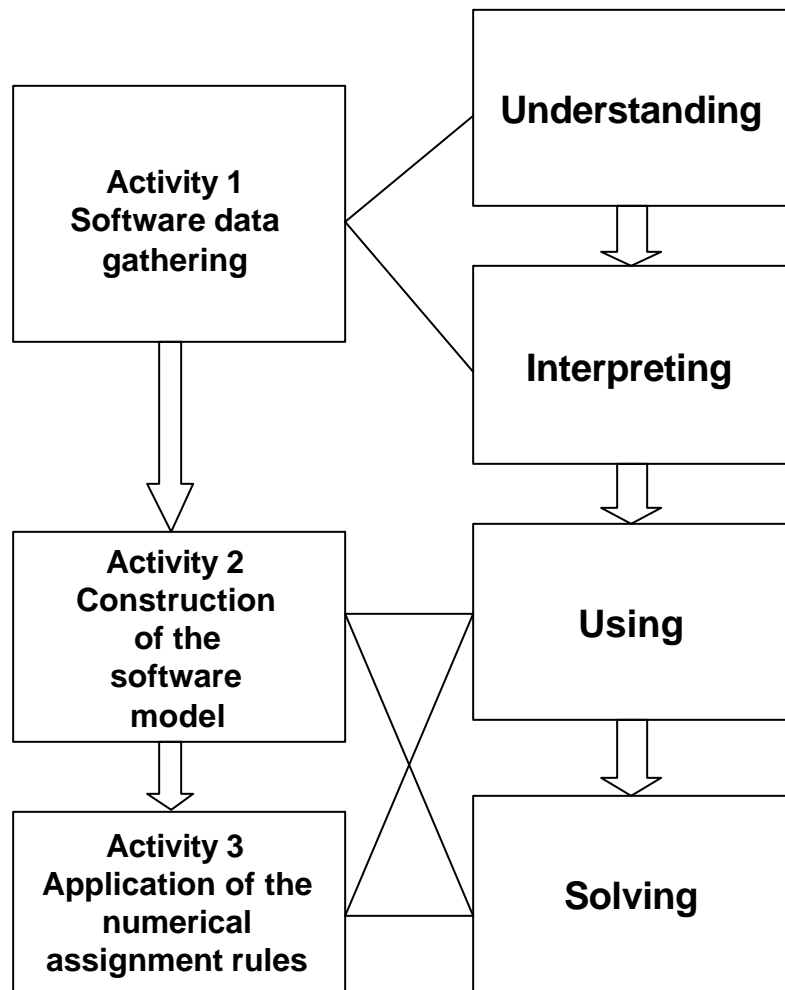 Activity 1
Software data
gathering
Activity 2
Construction
of the
software
model
Activity 3
Application of the
numerical
assignment rules
Understanding
Interpreting
Using
Solving